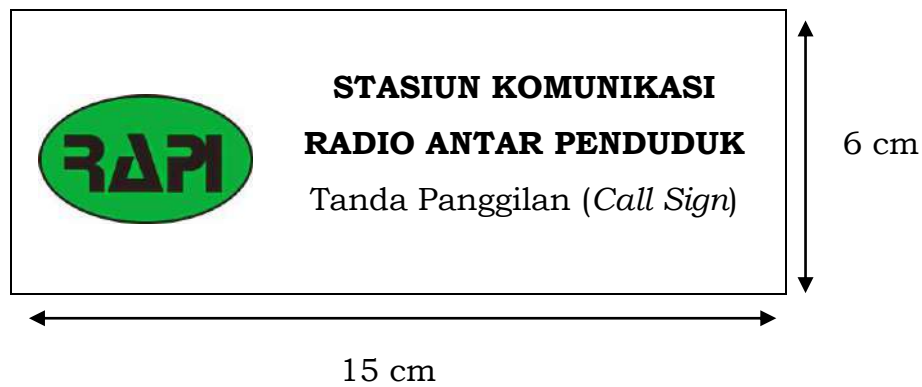 STASIUN KOMUNIKASI
RADIO ANTAR PENDUDUK
RAPI
Tanda Panggilan (Call Sign)
6 cm
15 cm